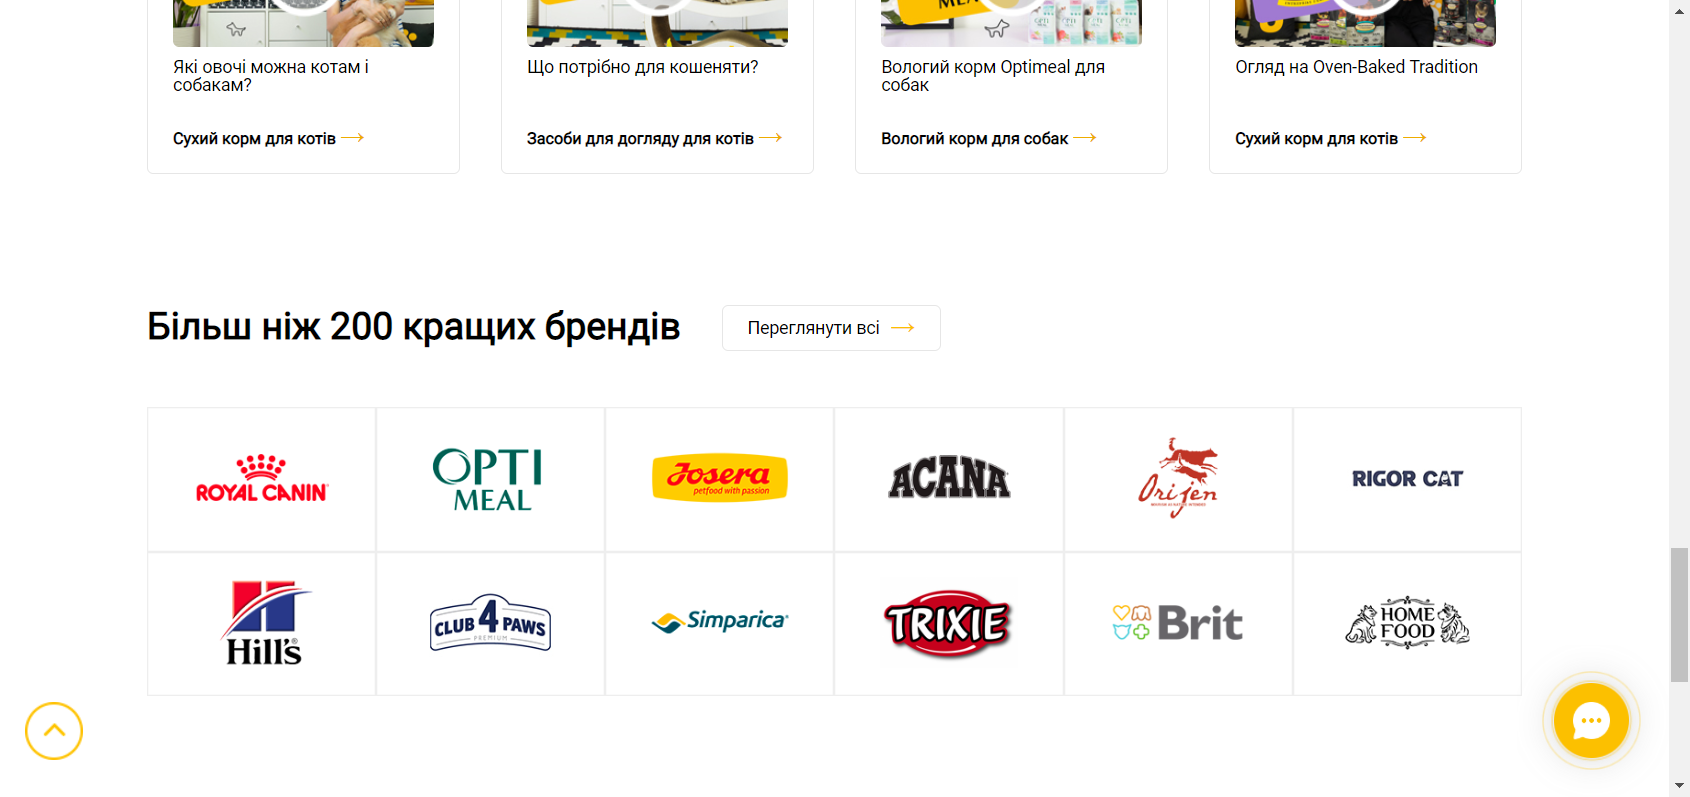 Які овочі можна котам і
собакам?
Сухий корм для котів
Що потрібно для кошеняти?
Засоби для догляду для котів
Вологий корм Optimeal для
собак
Вологий корм для собак
Огляд на Oven-Baked Tradition
Сухий корм для котів
Більш ніж 200 кращих брендів
Переглянути всі
ROYAL CANIN
OPTI
MEAL
Josera
petfood with passion
ACANA
Orijen
RIGOR CAT
Hill's
CLUB 4 PAWS
PREMIUM
Simparica
TRIXIE
Brit
HOME
FOOD